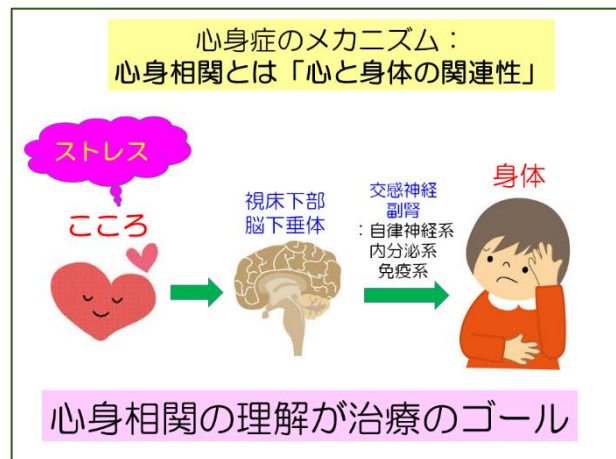 心身症のメカニズム：
心身相関とは「心と身体の関連性」
ストレス
こころ
視床下部
脳下垂体
交感神経
副腎
：自律神経系
内分泌系
免疫系
身体
心身相関の理解が治療のゴール